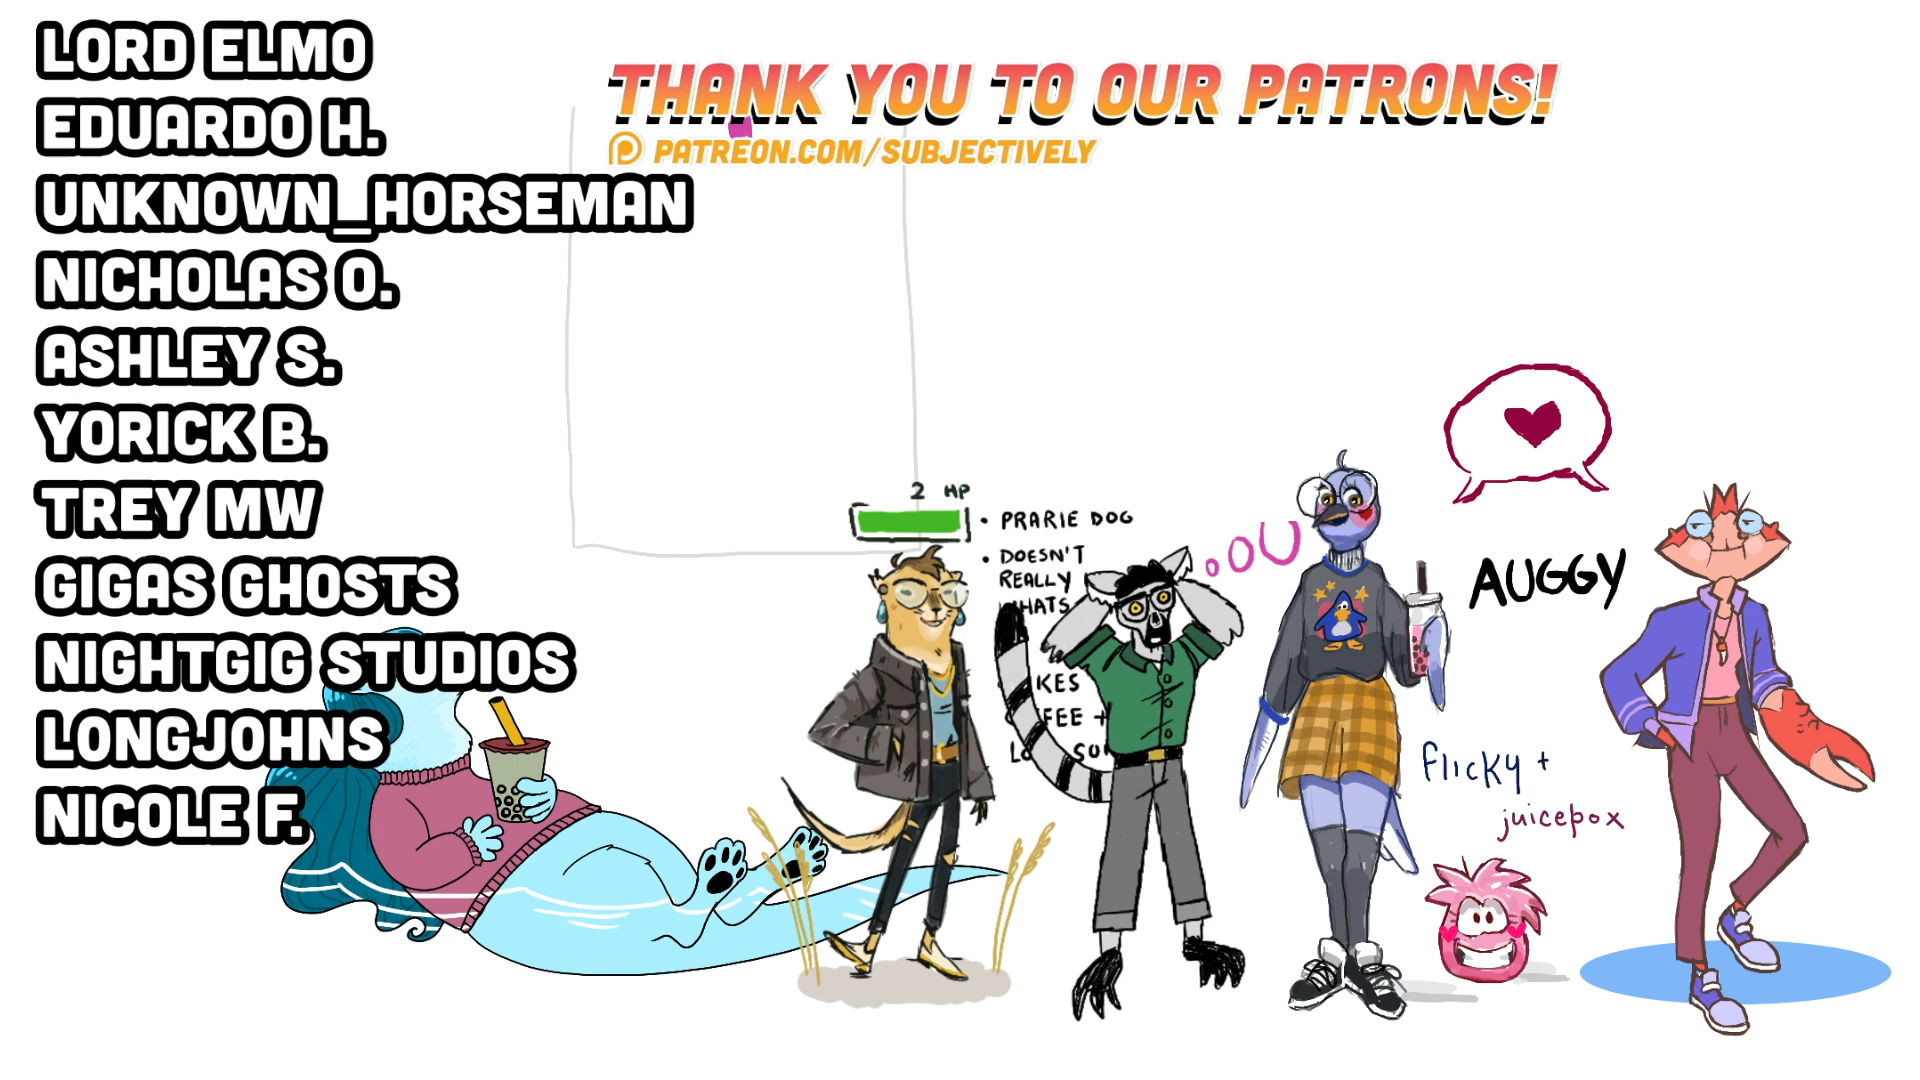 LORD ELMO
EDUARDO H.
UNKNOWN_HORSEMAN
NICHOLAS O.
ASHLEY S.
YORICK B.
TREY MW
GIGAS GHOSTS
NIGHTGIG STUDIOS
LONGJOHNS
NICOLE F.
THANK YOU TO OUR PATRONS!
PATREON.COM/SUBJECTIVELY
2 HP
• PRARIE DOG
• DOESN'T
REALLY
AUGGY
flicky +
juicebox